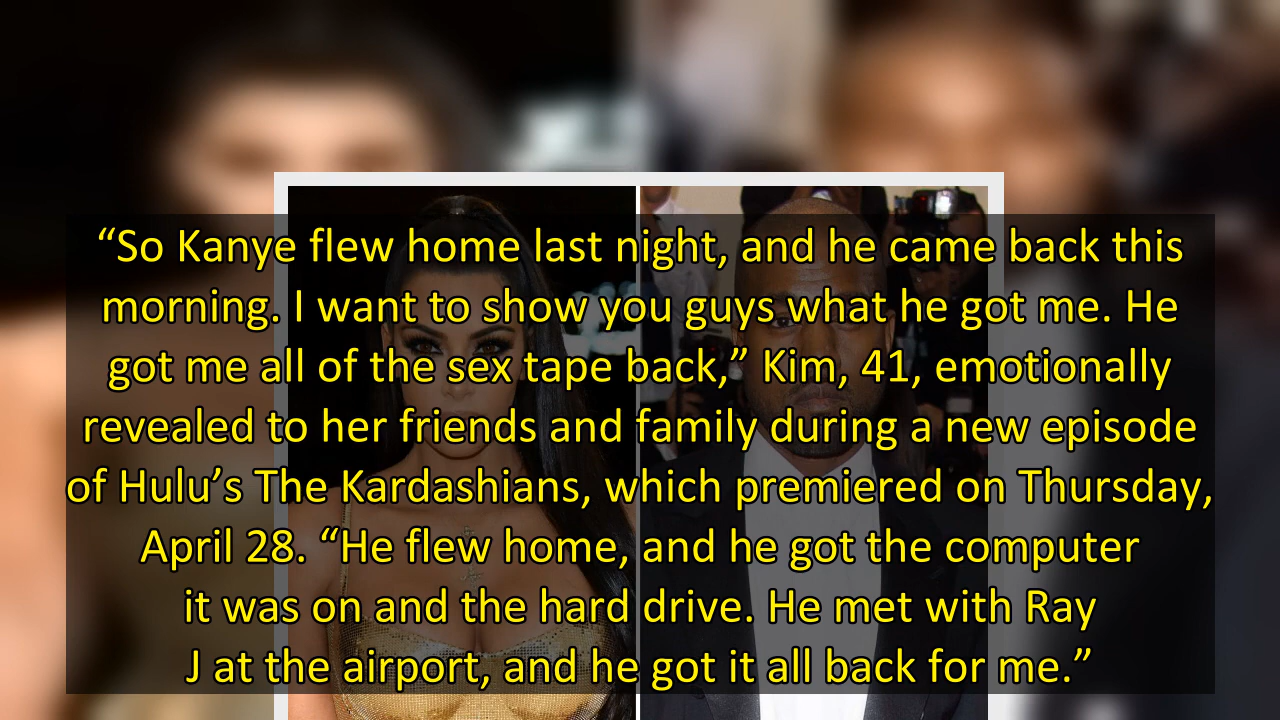 “So Kanye flew home last night, and he came back this
morning. I want to show you guys what he got me. He
got me all of the sex tape back,” Kim, 41, emotionally
revealed to her friends and family during a new episode
of Hulu’s The Kardashians, which premiered on Thursday,
April 28. “He flew home, and he got the computer
it was on and the hard drive. He met with Ray
J at the airport, and he got it all back for me.”